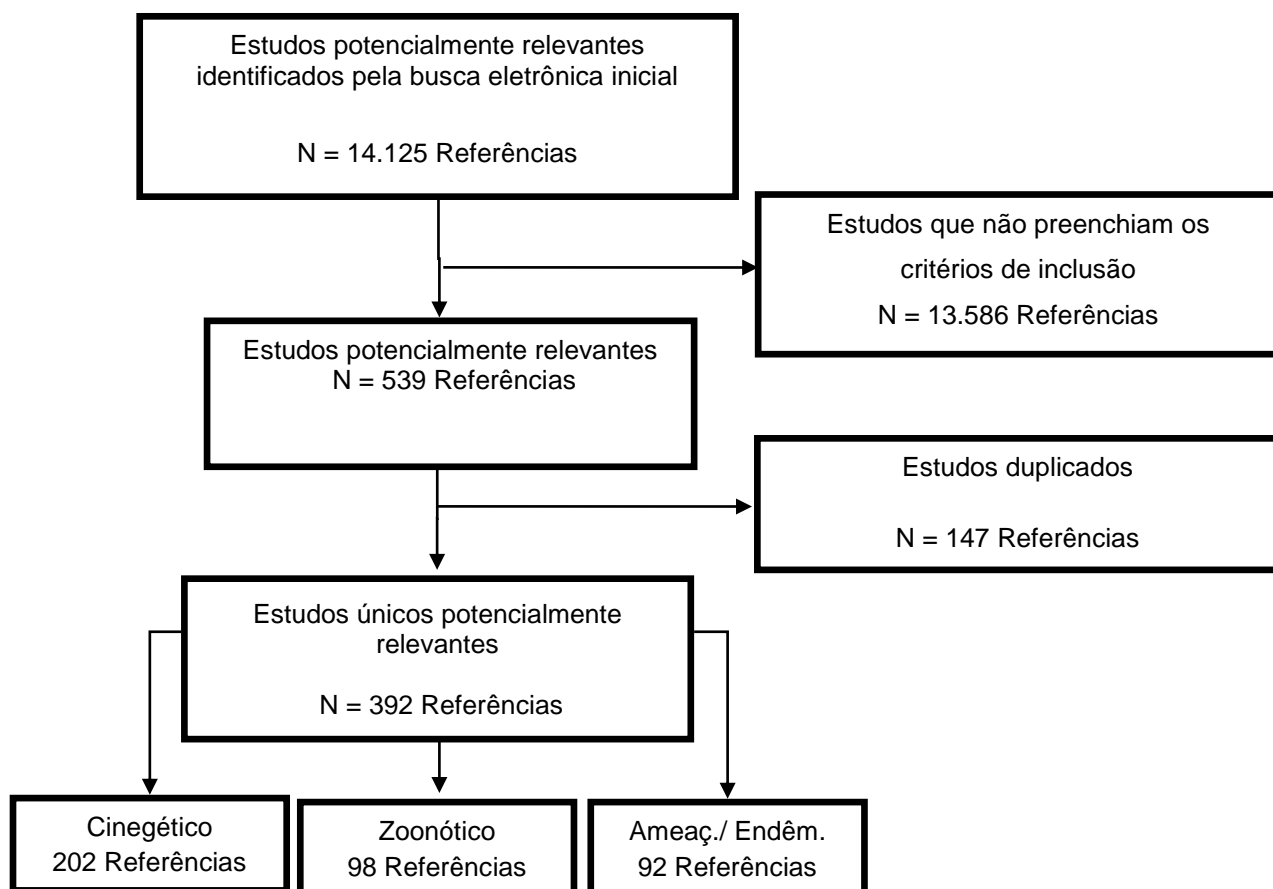 Estudos potencialmente relevantes
identificados pela busca eletrônica inicial
N = 14.125 Referências
Estudos que não preenchiam os
critérios de inclusão
N = 13.586 Referências
Estudos potencialmente relevantes
N = 539 Referências
Estudos duplicados
N = 147 Referências
Estudos únicos potencialmente
relevantes
N = 392 Referências
Cinegético
202 Referências
Zoonótico
98 Referências
Ameaç./ Endêm.
92 Referências